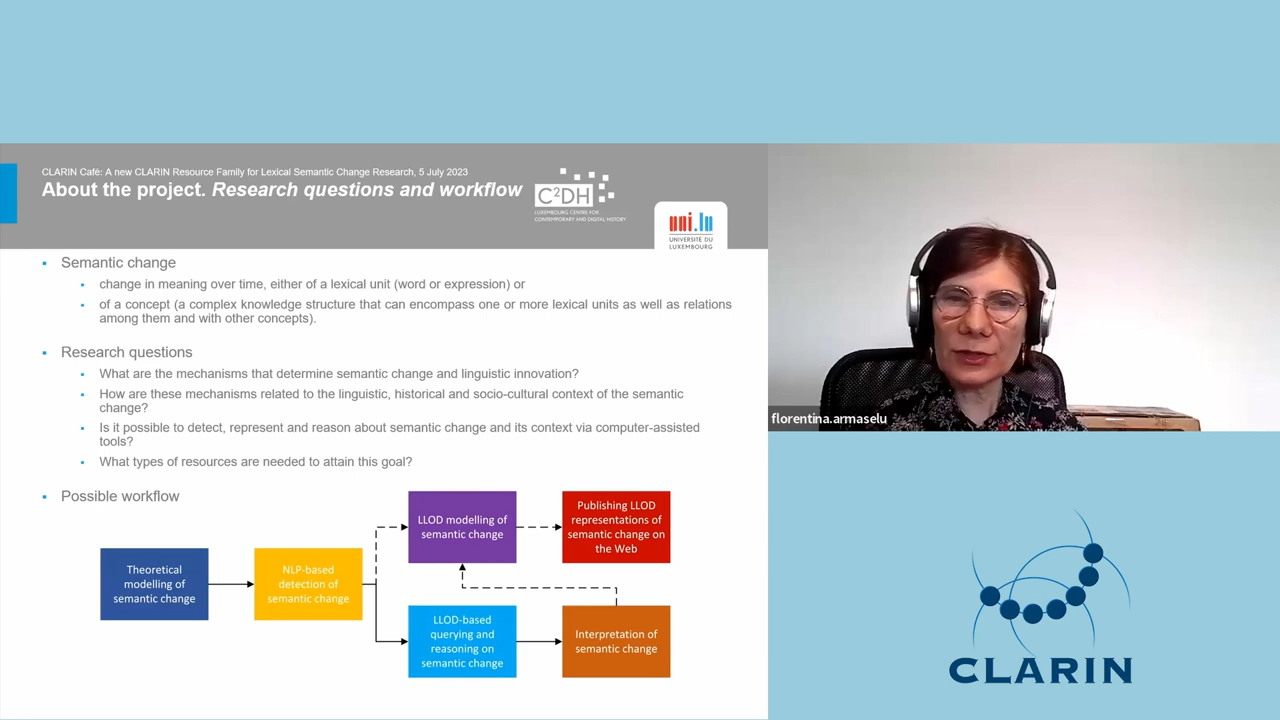 CLARIN Café: A new CLARIN Resource Family for Lexical Semantic Change Research, 5 July 2023
About the project. Research questions and workflow
C²DH
LUXEMBOURG CENTRE FOR
CONTEMPORARY AND DIGITAL HISTORY
uni.lu
UNIVERSITÉ DU
LUXEMBOURG
Semantic change
change in meaning over time, either of a lexical unit (word or expression) or
of a concept (a complex knowledge structure that can encompass one or more lexical units as well as relations
among them and with other concepts).
Research questions
What are the mechanisms that determine semantic change and linguistic innovation?
How are these mechanisms related to the linguistic, historical and socio-cultural context of the semantic
change?
Is it possible to detect, represent and reason about semantic change and its context via computer-assisted
tools?
What types of resources are needed to attain this goal?
Possible workflow
Theoretical
modelling of
semantic change
NLP-based
detection of
semantic change
LLOD modelling of
semantic change
Publishing LLOD
representations of
semantic change on
the Web
LLOD-based
querying and
reasoning on
semantic change
Interpretation of
semantic change
florentina.armaselu
CLARIN